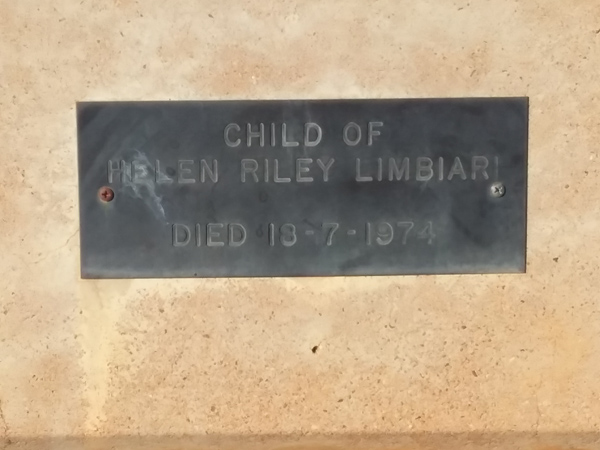 CHILD OF
HELEN RILEY LIMBIARI
DIED 18-7-1974